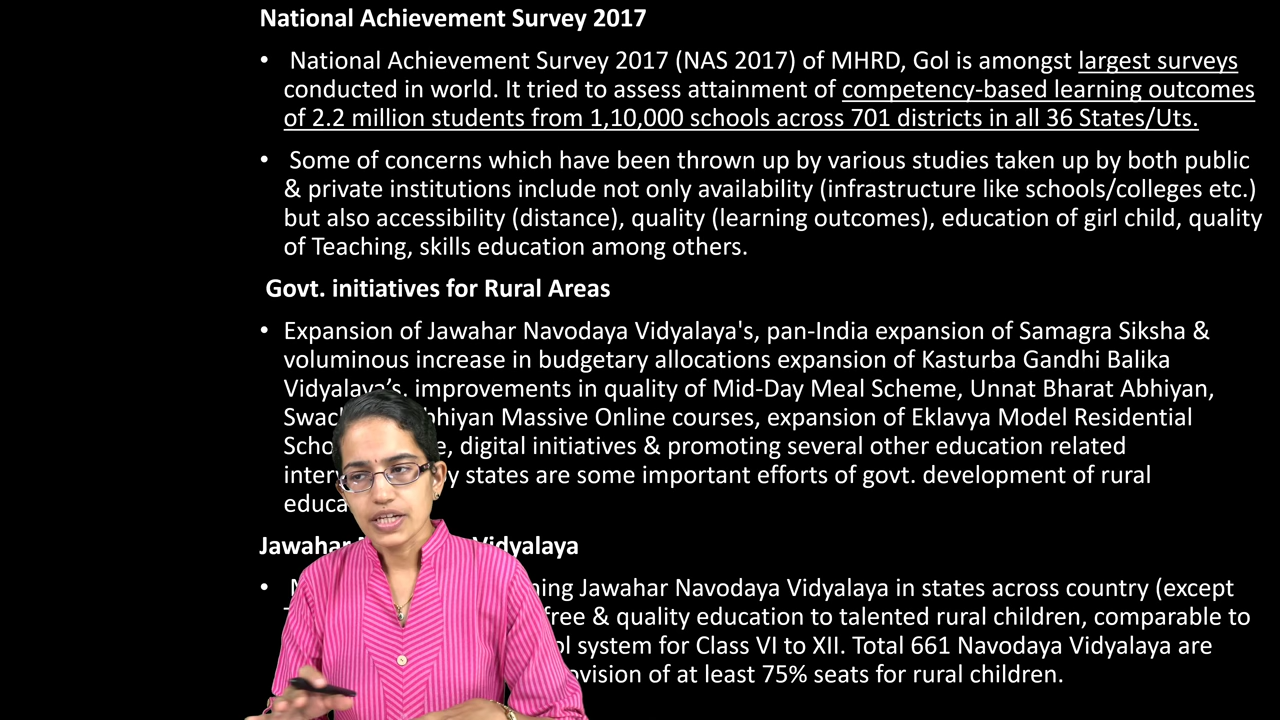 National Achievement Survey 2017
• National Achievement Survey 2017 (NAS 2017) of MHRD, GoI is amongst largest surveys
conducted in world. It tried to assess attainment of competency-based learning outcomes
of 2.2 million students from 1,10,000 schools across 701 districts in all 36 States/Uts.
• Some of concerns which have been thrown up by various studies taken up by both public
& private institutions include not only availability (infrastructure like schools/colleges etc.)
but also accessibility (distance), quality (learning outcomes), education of girl child, quality
of Teaching, skills education among others.
Govt. initiatives for Rural Areas
• Expansion of Jawahar Navodaya Vidyalaya's, pan-India expansion of Samagra Siksha &
voluminous increase in budgetary allocations expansion of Kasturba Gandhi Balika
Vidyalaya’s. improvements in quality of Mid-Day Meal Scheme, Unnat Bharat Abhiyan,
Massive Online courses, expansion of Eklavya Model Residential
digital initiatives & promoting several other education related
states are some important efforts of govt. development of rural
Jawahar Vidyalaya
• Jawahar Navodaya Vidyalaya in states across country (except
free & quality education to talented rural children, comparable to
system for Class VI to XII. Total 661 Navodaya Vidyalaya are
of at least 75% seats for rural children.